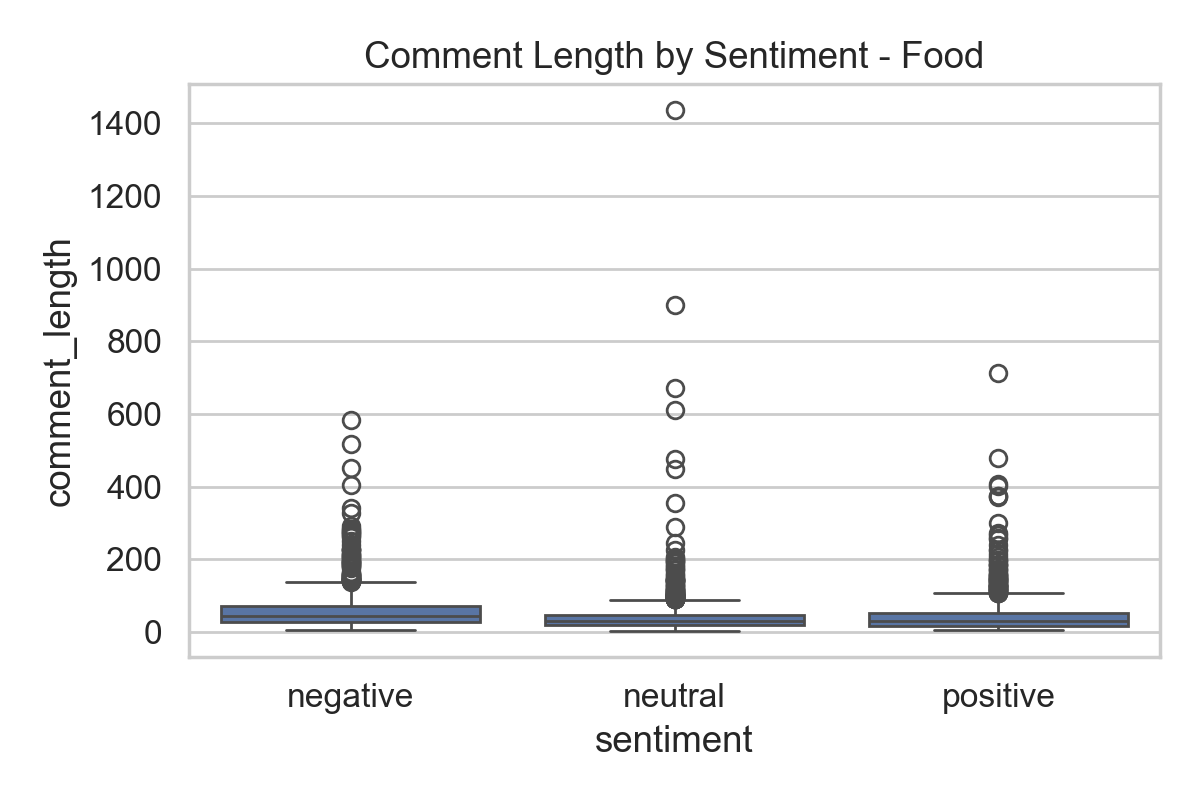 Comment Length by Sentiment - Food
1400
1200
1000
800
600
400
200
0
comment_length
negative neutral positive
sentiment